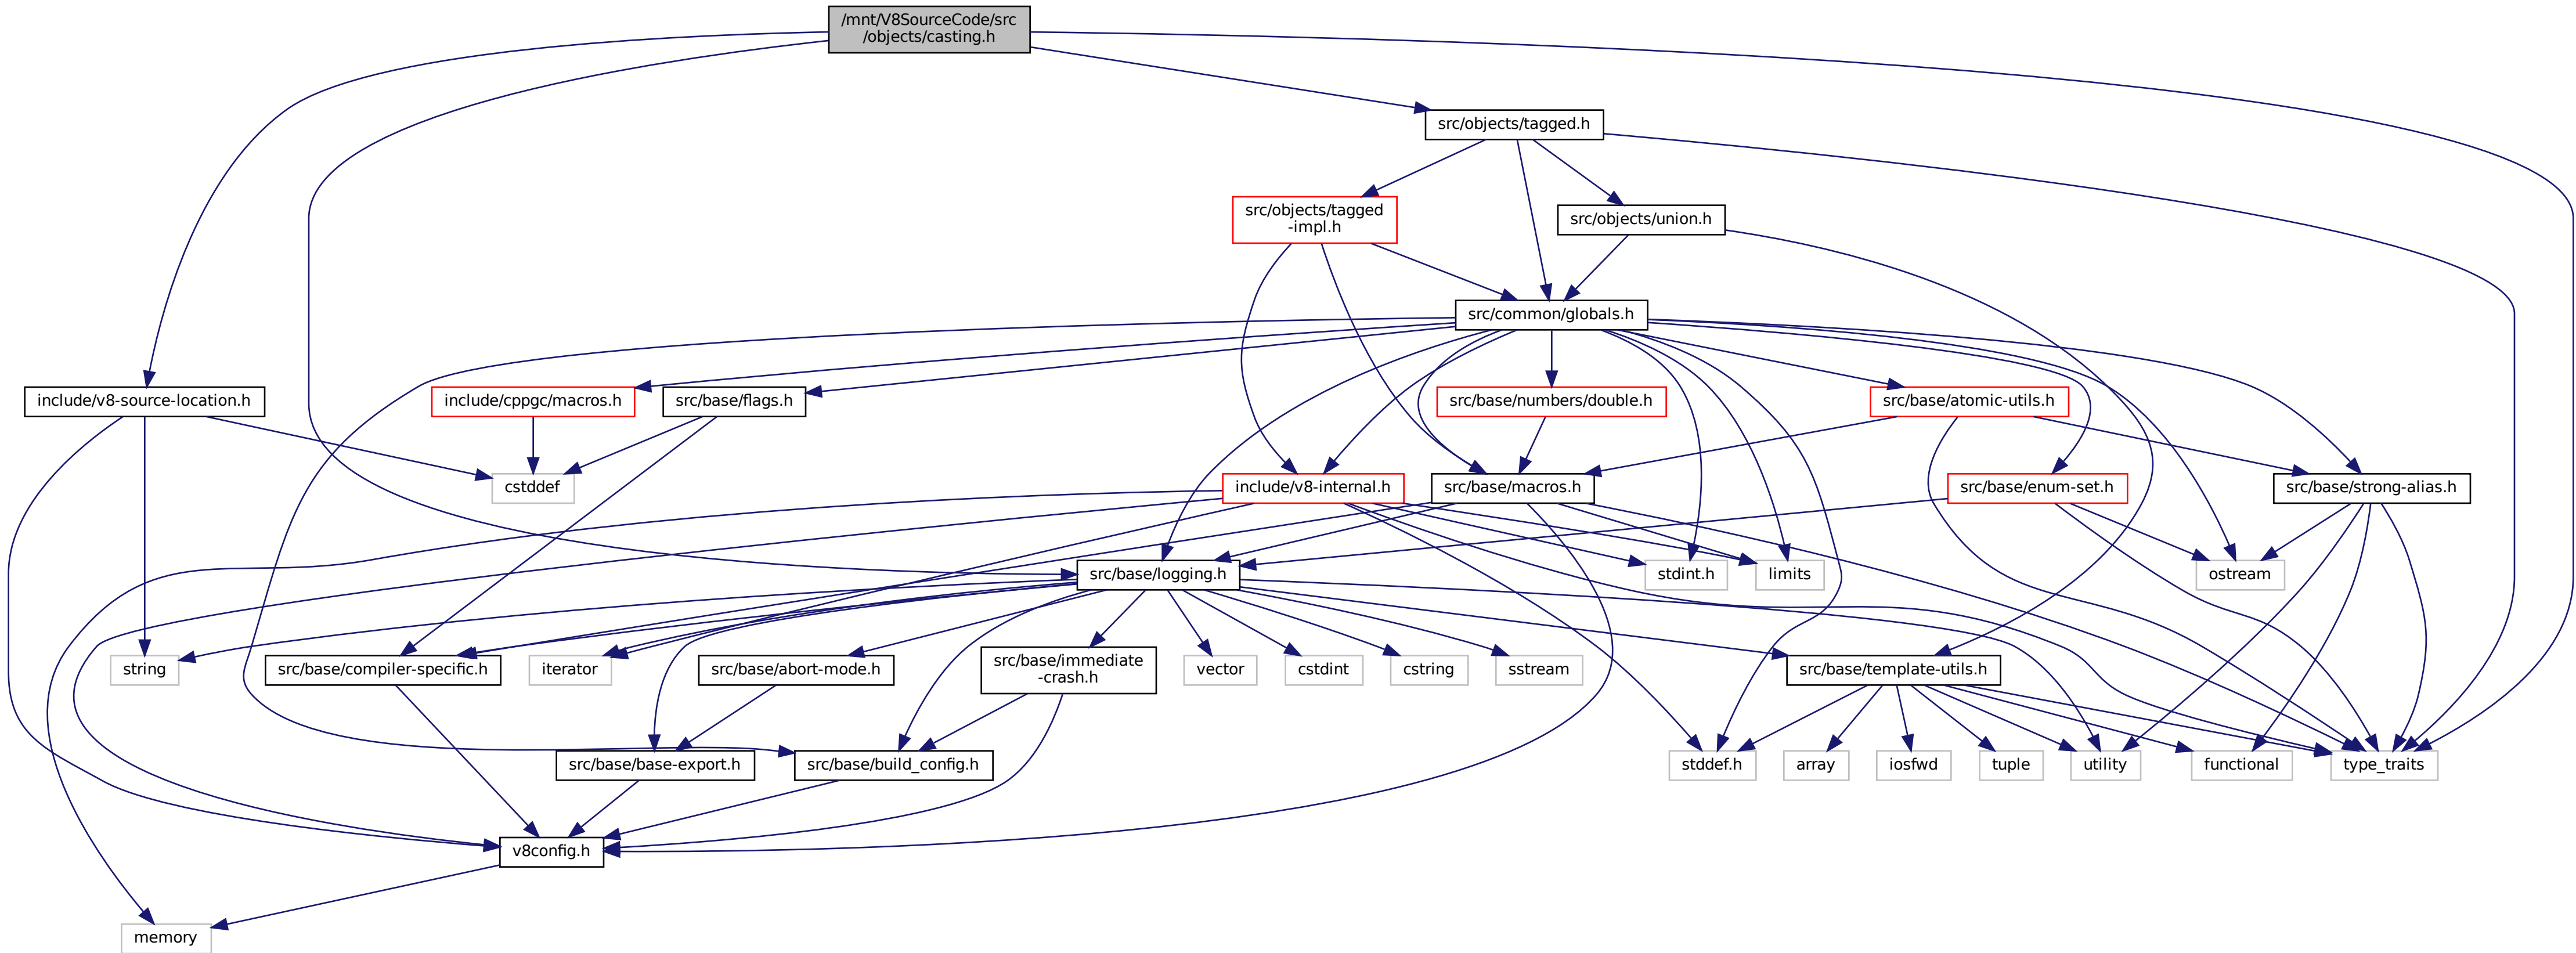 /mnt/V8SourceCode/src
/objects/casting.h
src/objects/tagged.h
src/objects/tagged
-impl.h
src/objects/union.h
src/common/globals.h
include/v8-source-location.h
include/cppgc/macros.h
src/base/flags.h
src/base/numbers/double.h
src/base/atomic-utils.h
cstddef
include/v8-internal.h
src/base/macros.h
src/base/enum-set.h
src/base/strong-alias.h
src/base/logging.h
stdint.h
limits
ostream
string
src/base/compiler-specific.h
iterator
src/base/abort-mode.h
src/base/immediate
-crash.h
vector
cstdint
cstring
sstream
src/base/template-utils.h
src/base/base-export.h
src/base/build_config.h
stddef.h
array
iosfwd
tuple
utility
functional
type_traits
v8config.h
memory